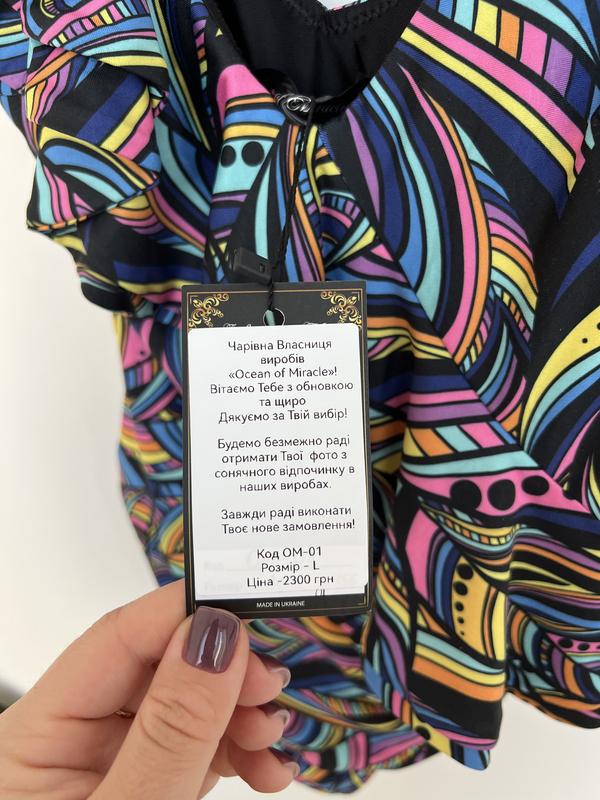 Чарівна Власниця
виробів
«Ocean of Miracle»!
Вітаємо Тебе з обновкою
та щиро
Дякуємо за Твій вибір!
Будемо безмежно раді
отримати Твої фото з
сонячного відпочинку в
наших виробах.
Завжди раді виконати
Твоє нове замовлення!
Код ОМ-01
Розмір - L
Ціна -2300 грн
MADE IN UKRAINE